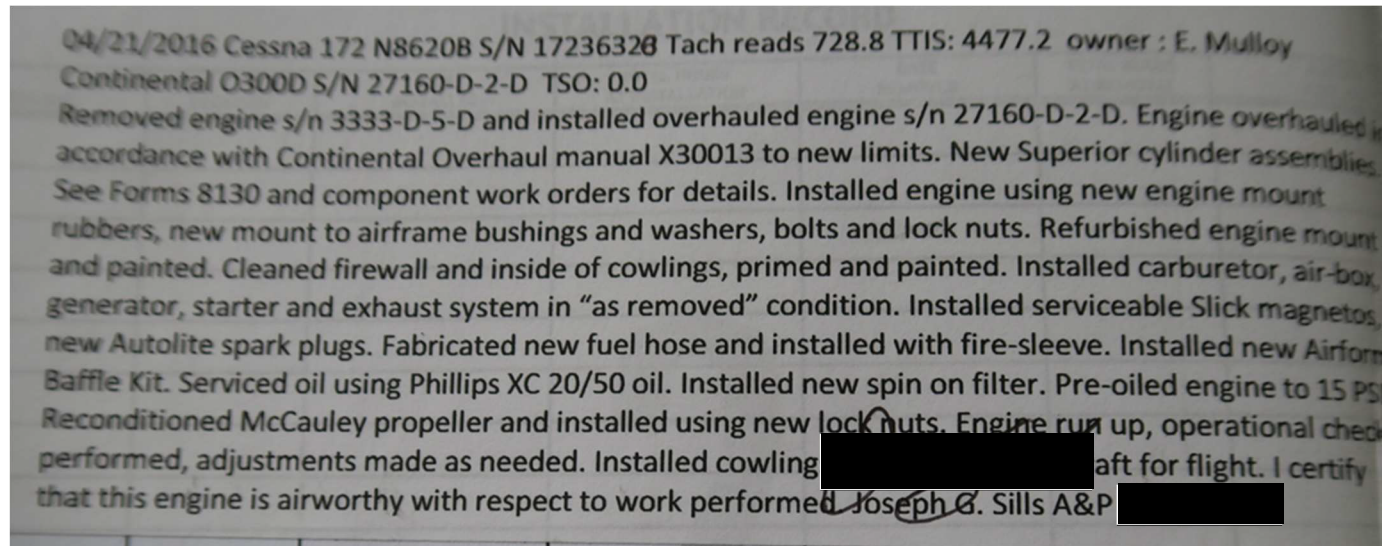 INSTALLATION RECORD
04/21/2016 Cessna 172 N8620B S/N 17236323 Tach reads 728.8 TTIS: 4477.2 owner : E. Mulloy
Continental O300D S/N 27160-D-2-D TSO: 0.0
Removed engine s/n 3333-D-5-D and installed overhauled engine s/n 27160-D-2-D. Engine overhauled in
accordance with Continental Overhaul manual X30013 to new limits. New Superior cylinder assemblies.
See Forms 8130 and component work orders for details. Installed engine using new engine mount
rubbers, new mount to airframe bushings and washers, bolts and lock nuts. Refurbished engine mount
and painted. Cleaned firewall and inside of cowlings, primed and painted. Installed carburetor, air-box,
generator, starter and exhaust system in “as removed” condition. Installed serviceable Slick magnetos,
new Autolite spark plugs. Fabricated new fuel hose and installed with fire-sleeve. Installed new Airform
Baffle Kit. Serviced oil using Phillips XC 20/50 oil. Installed new spin on filter. Pre-oiled engine to 15 PS
Reconditioned McCauley propeller and installed using new lock nuts. Engine run up, operational chec
performed, adjustments made as needed. Installed cowling aft for flight. I certify
that this engine is airworthy with respect to work performed Joseph G. Sills A&P